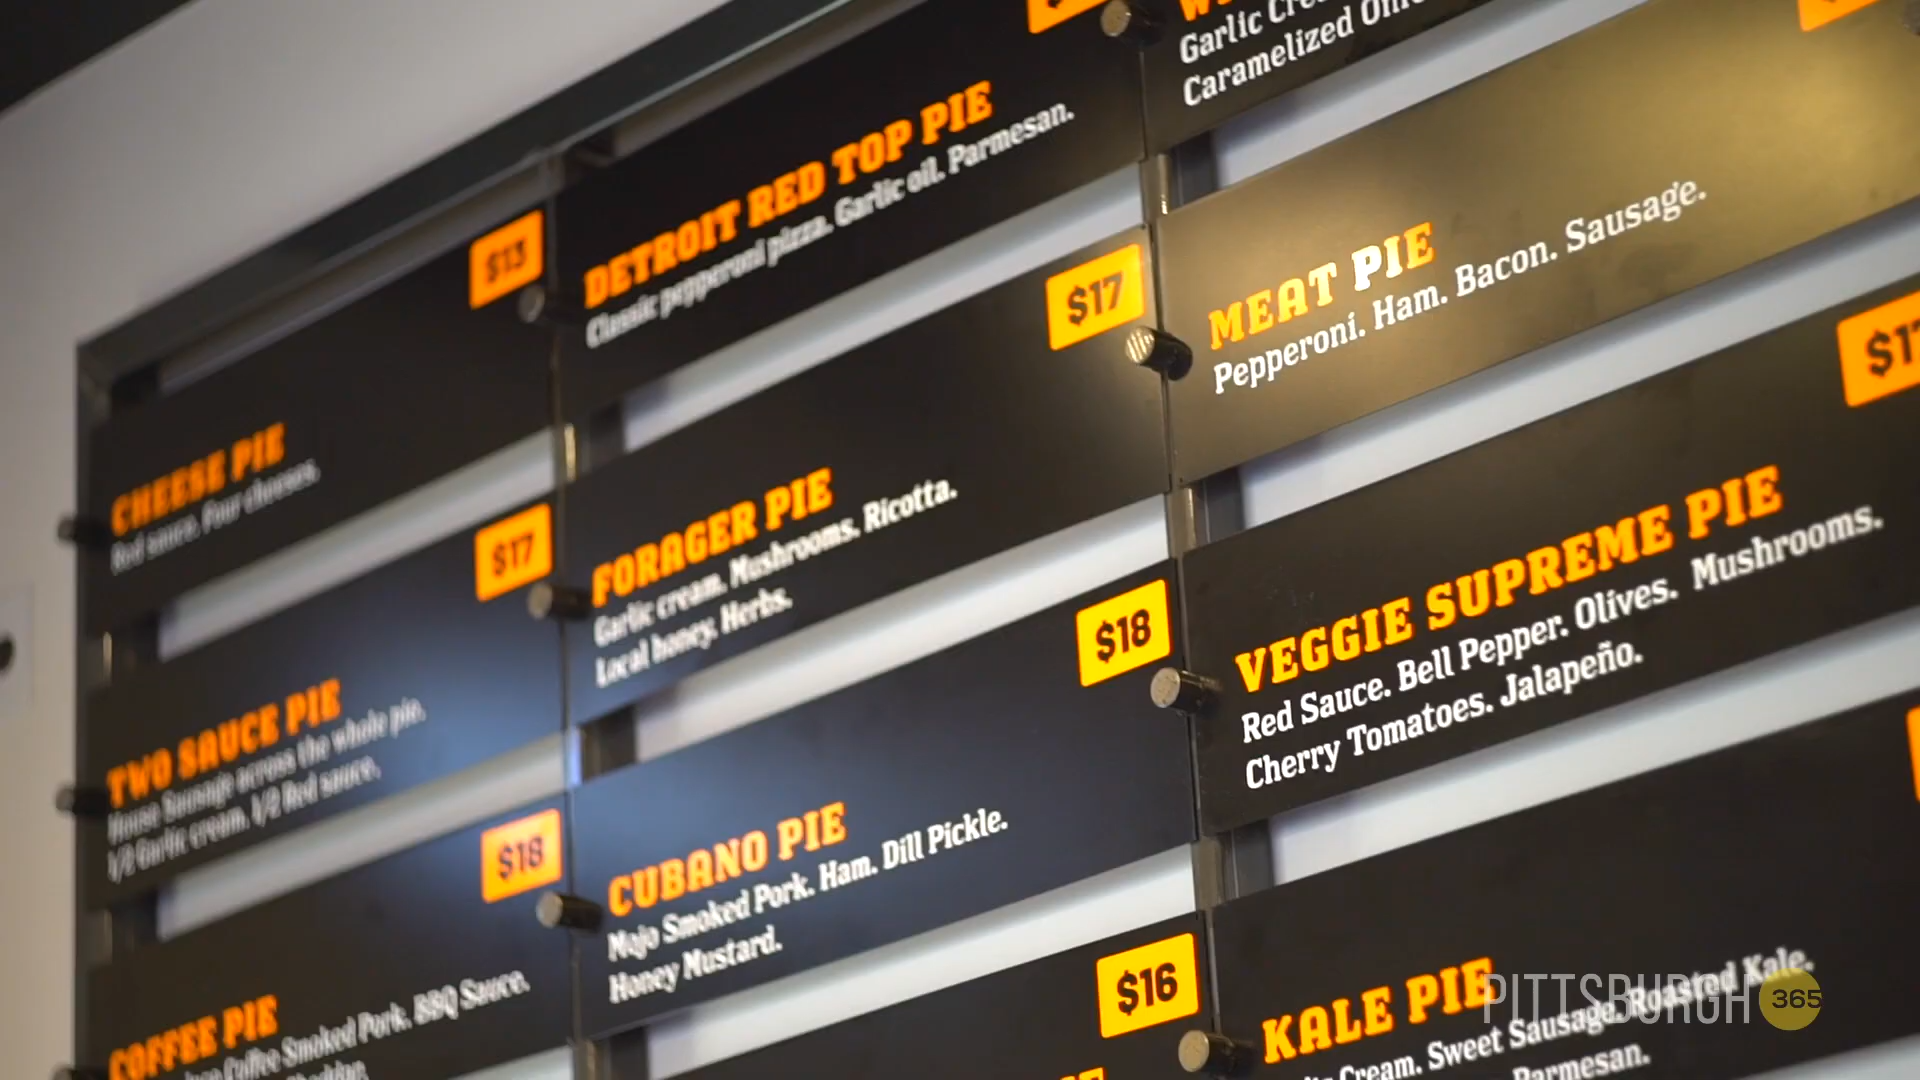 $13
CHEESE PIE
Red sauce. Four cheeses.
$17
TWO SAUCE PIE
House Sausage across the whole pie.
1/2 Garlic cream. 1/2 Red sauce.
$18
COFFEE PIE
Coffee Smoked Pork. BBQ Sauce.
DETROIT RED TOP PIE
Classic pepperoni pizza. Garlic oil. Parmesan.
$17
FORAGER PIE
Garlic cream. Mushrooms. Ricotta.
Local honey. Herbs.
$18
CUBANO PIE
Mojo Smoked Pork. Ham. Dill Pickle.
Honey Mustard.
$16
Garlic
Caramelized
MEAT PIE
Pepperoni. Ham. Bacon. Sausage.
VEGGIE SUPREME PIE
Red Sauce. Bell Pepper. Olives. Mushrooms.
Cherry Tomatoes. Jalapeño.
KALE PIE
Cream. Sweet Sausage. Roasted Kale.
Parmesan.
PITTSBURGH 365